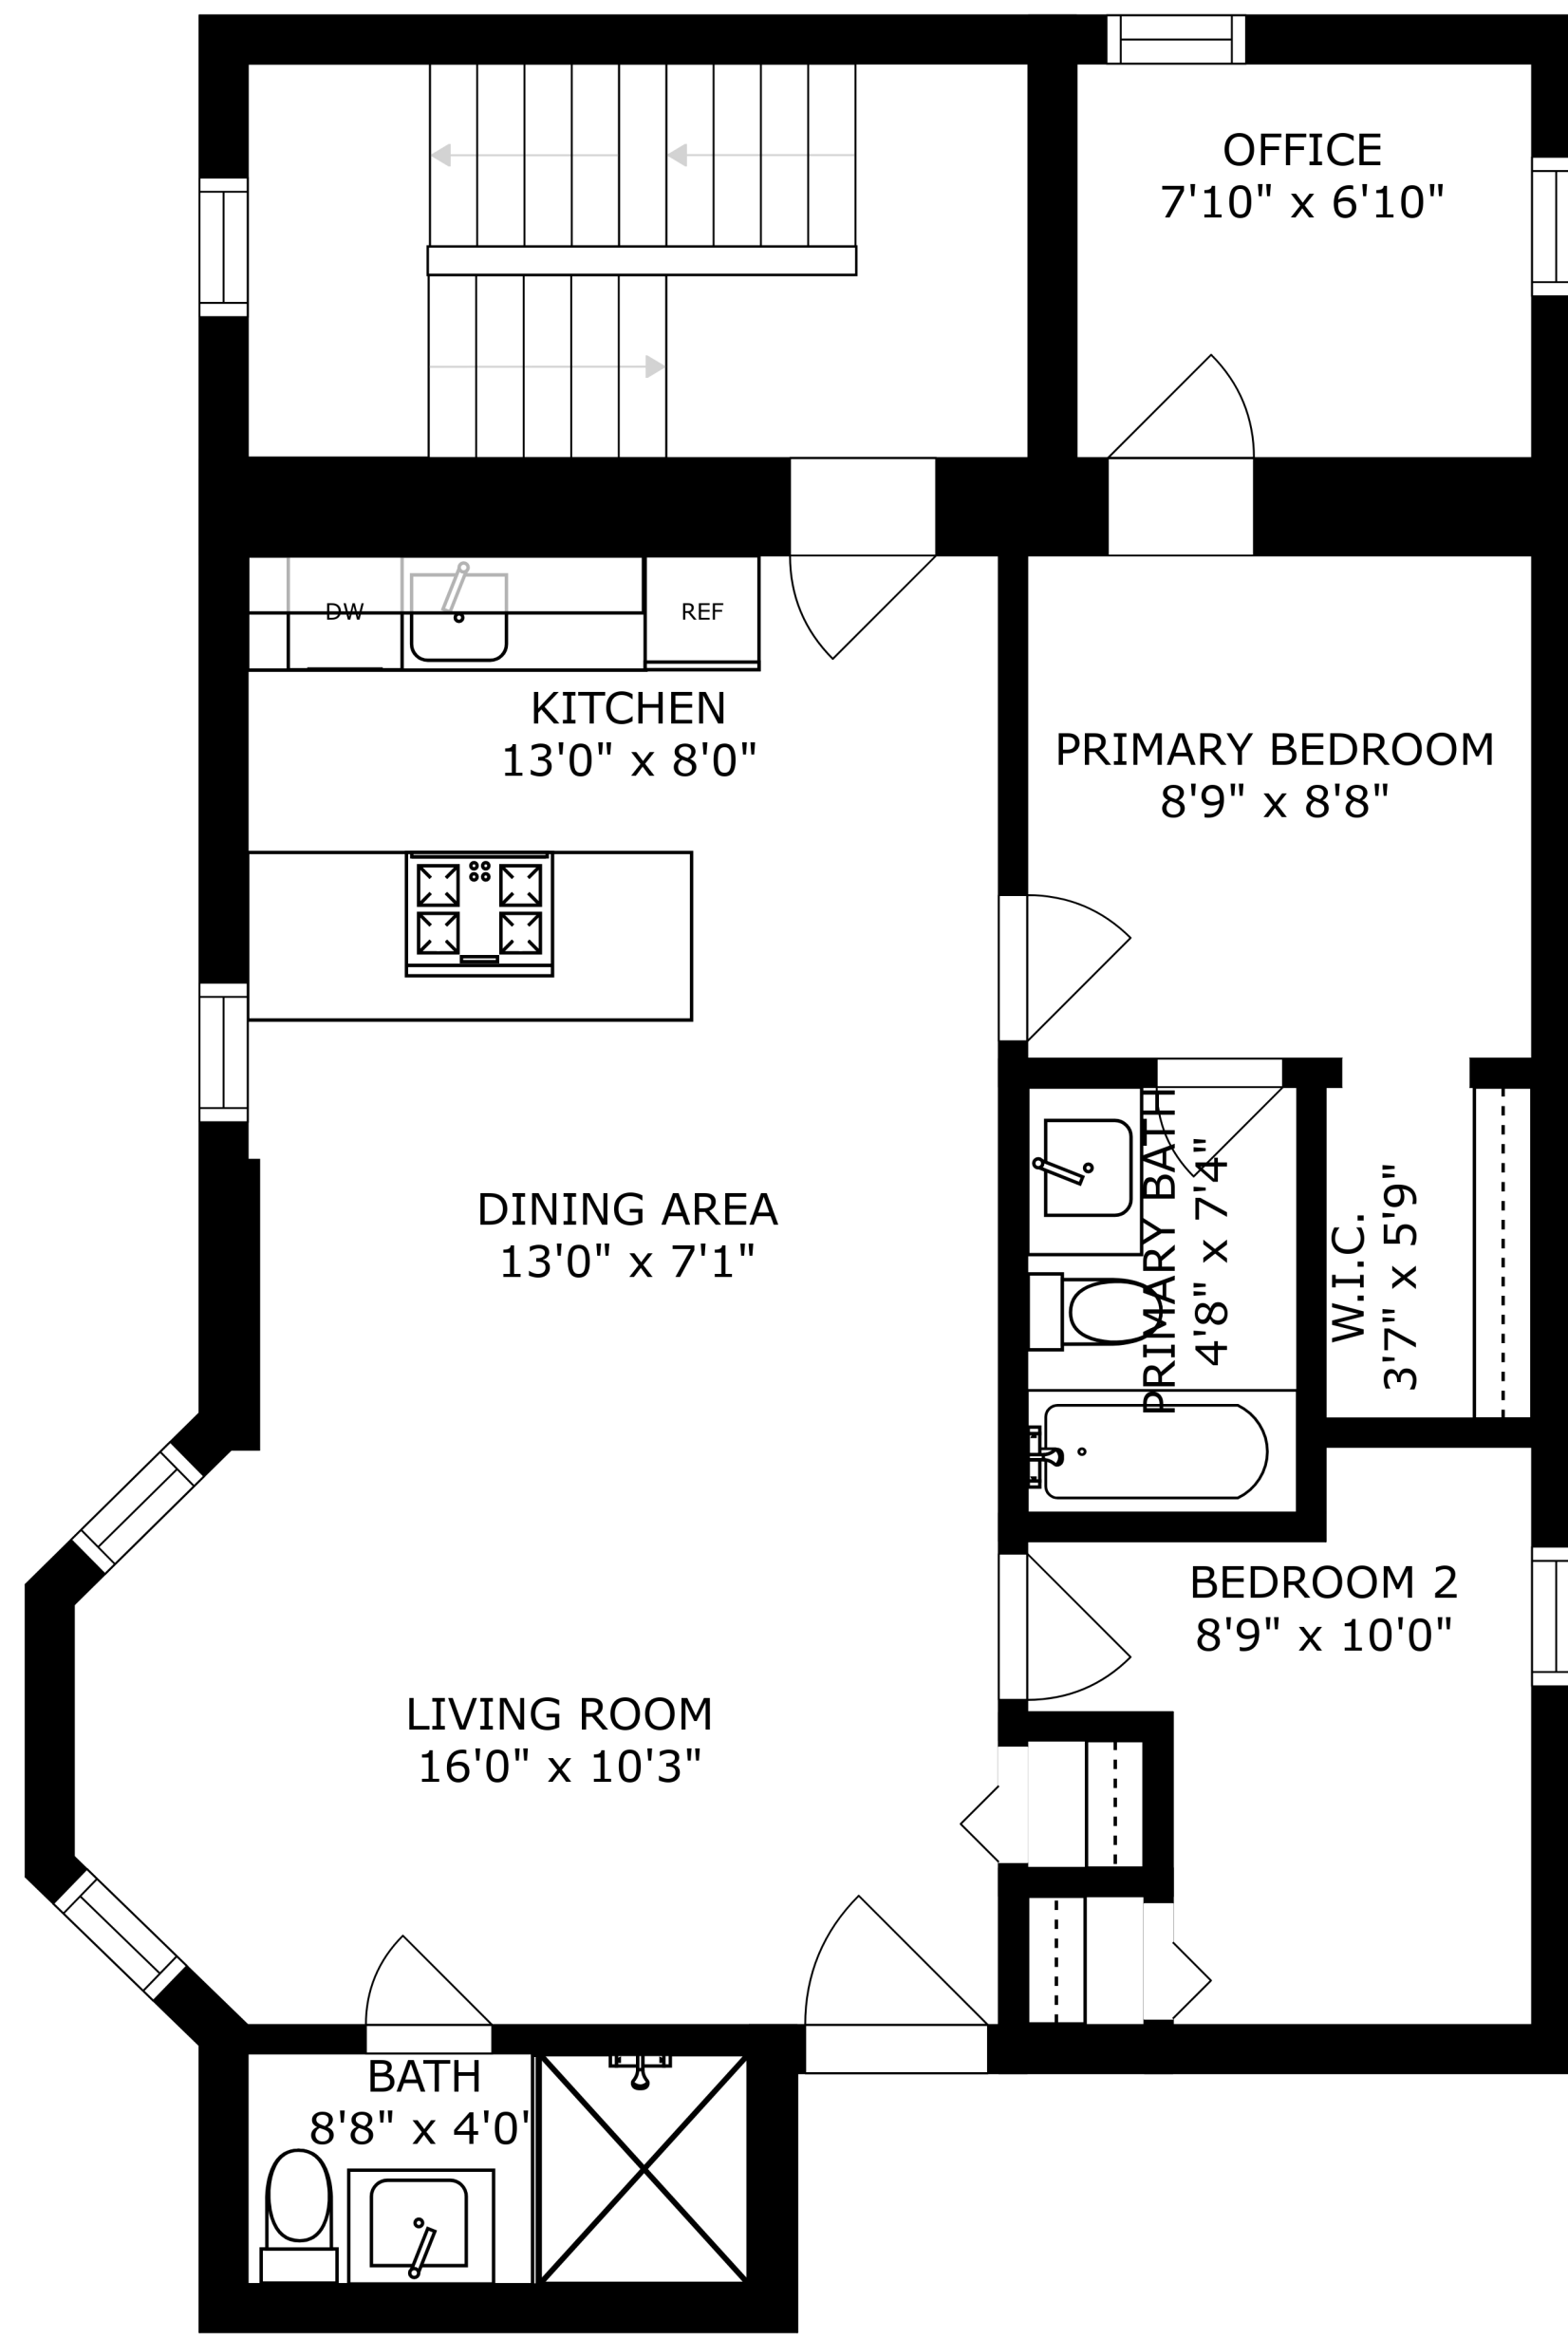 OFFICE
7'10" x 6'10"
DW
REF
KITCHEN
13'0" x 8'0"
PRIMARY BEDROOM
8'9" x 8'8"
DINING AREA
13'0" x 7'1"
PRIMARY BATH
4'8" x 7'4"
W.I.C.
3'7" x 5'9"
BEDROOM 2
8'9" x 10'0"
LIVING ROOM
16'0" x 10'3"
BATH
8'8" x 4'0'